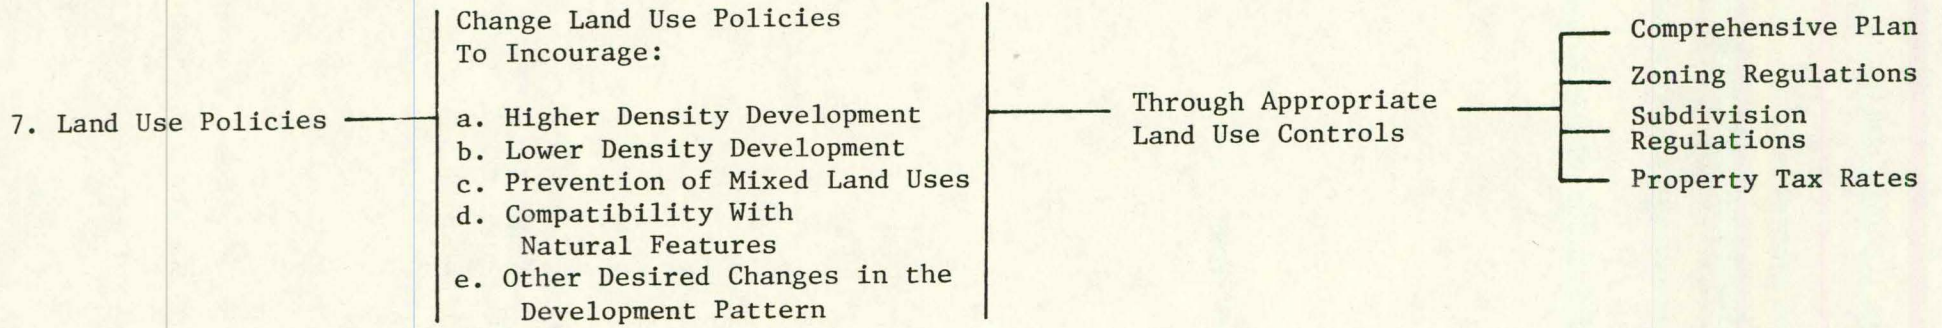 7. Land Use Policies
Change Land Use Policies
To Incourage:
a. Higher Density Development
b. Lower Density Development
c. Prevention of Mixed Land Uses
d. Compatibility With
Natural Features
e. Other Desired Changes in the
Development Pattern
Through Appropriate
Land Use Controls
Comprehensive Plan
Zoning Regulations
Subdivision
Regulations
Property Tax Rates